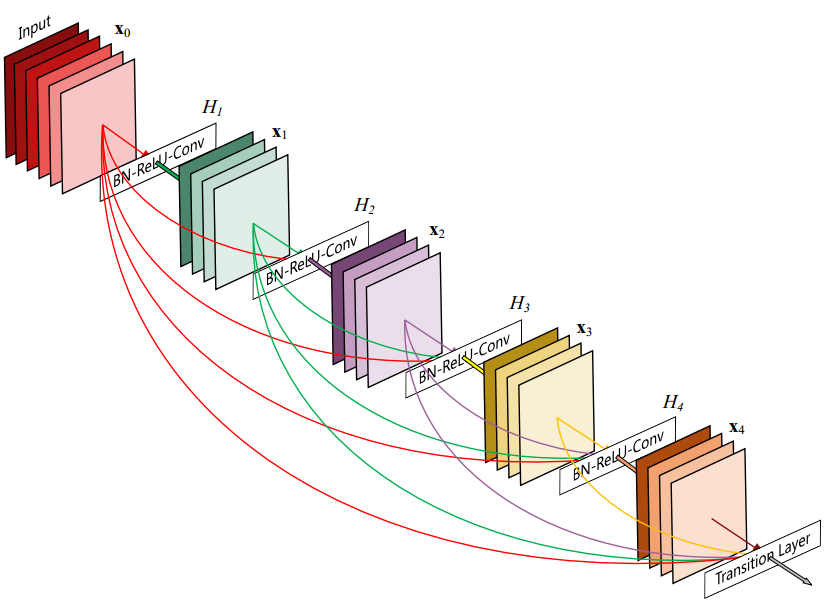 Input
x₀
H₁
BN-ReLU-Conv
x₁
H₂
BN-ReLU-Conv
x₂
H₃
BN-ReLU-Conv
x₃
H₄
BN-ReLU-Conv
x₄
Transition Layer